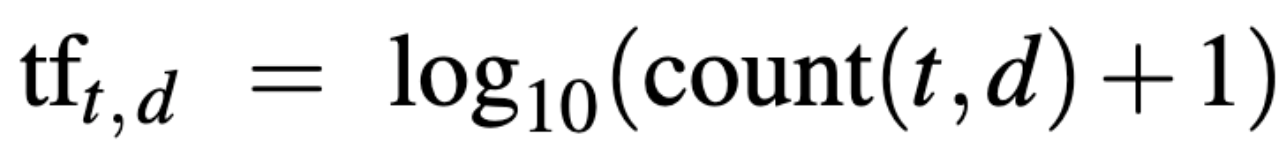 tf_{t,d} = log_{10}(count(t,d)+1)